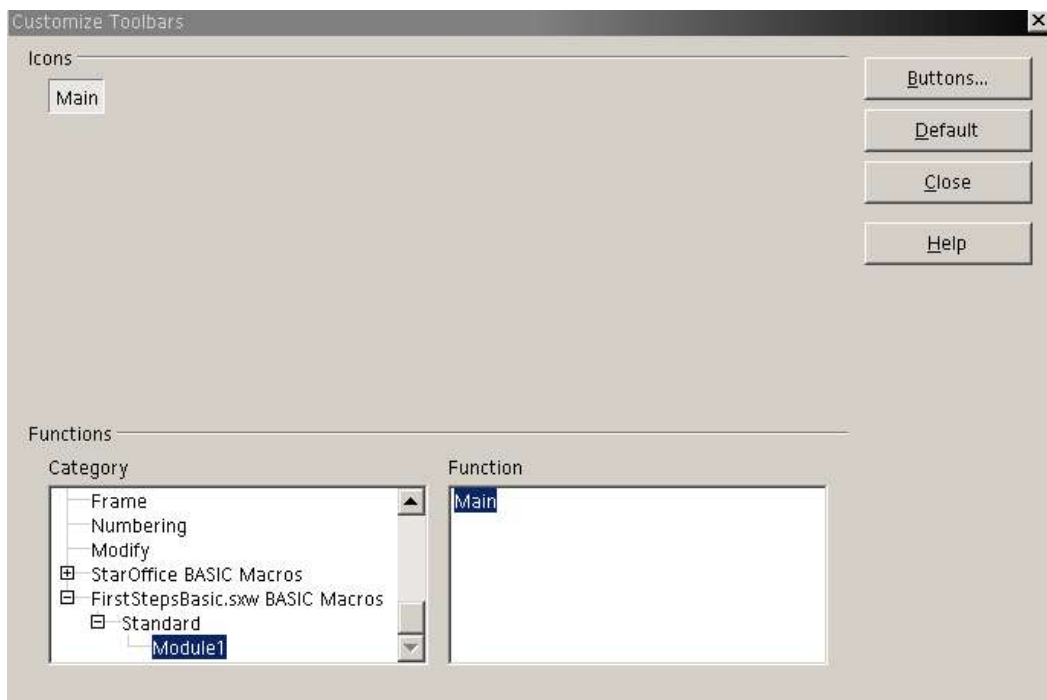 Customize Toolbars
Icons
Main
Buttons...
Default
Close
Help
Functions
Category
Function
Frame
Numbering
Modify
StarOffice BASIC Macros
FirstStepsBasic.sxw BASIC Macros
Standard
Module1
Main